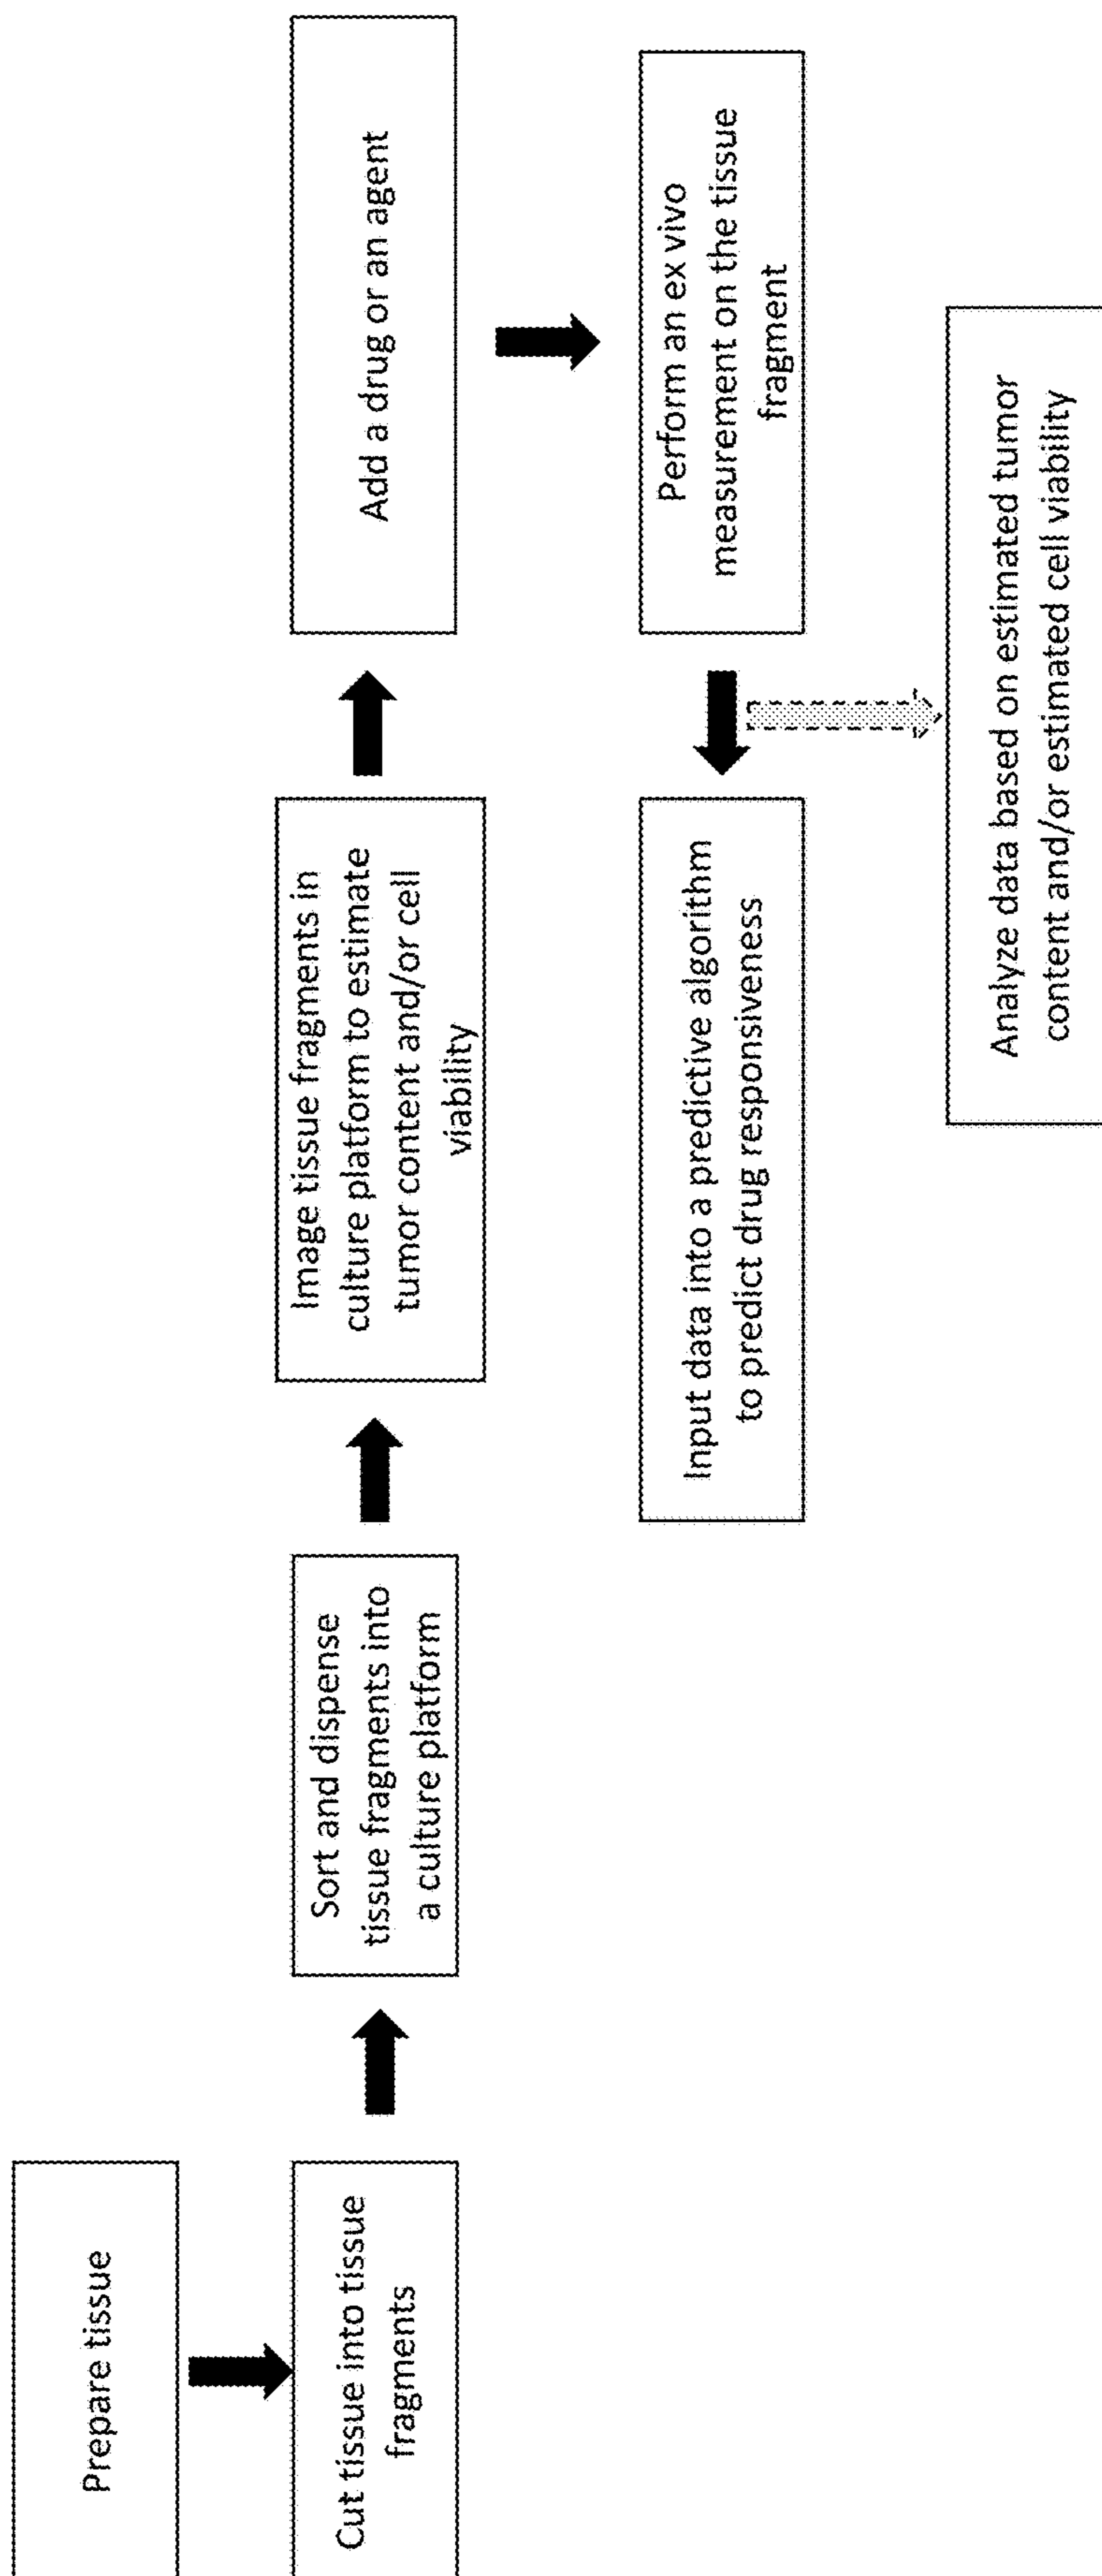 Prepare tissue
Cut tissue into tissue
fragments
Sort and dispense
tissue fragments into
a culture platform
Image tissue fragments in
culture platform to estimate
tumor content and/or cell
viability
Add a drug or an agent
Perform an ex vivo
measurement on the tissue
fragment
Input data into a predictive algorithm
to predict drug responsiveness
Analyze data based on estimated tumor
content and/or estimated cell viability